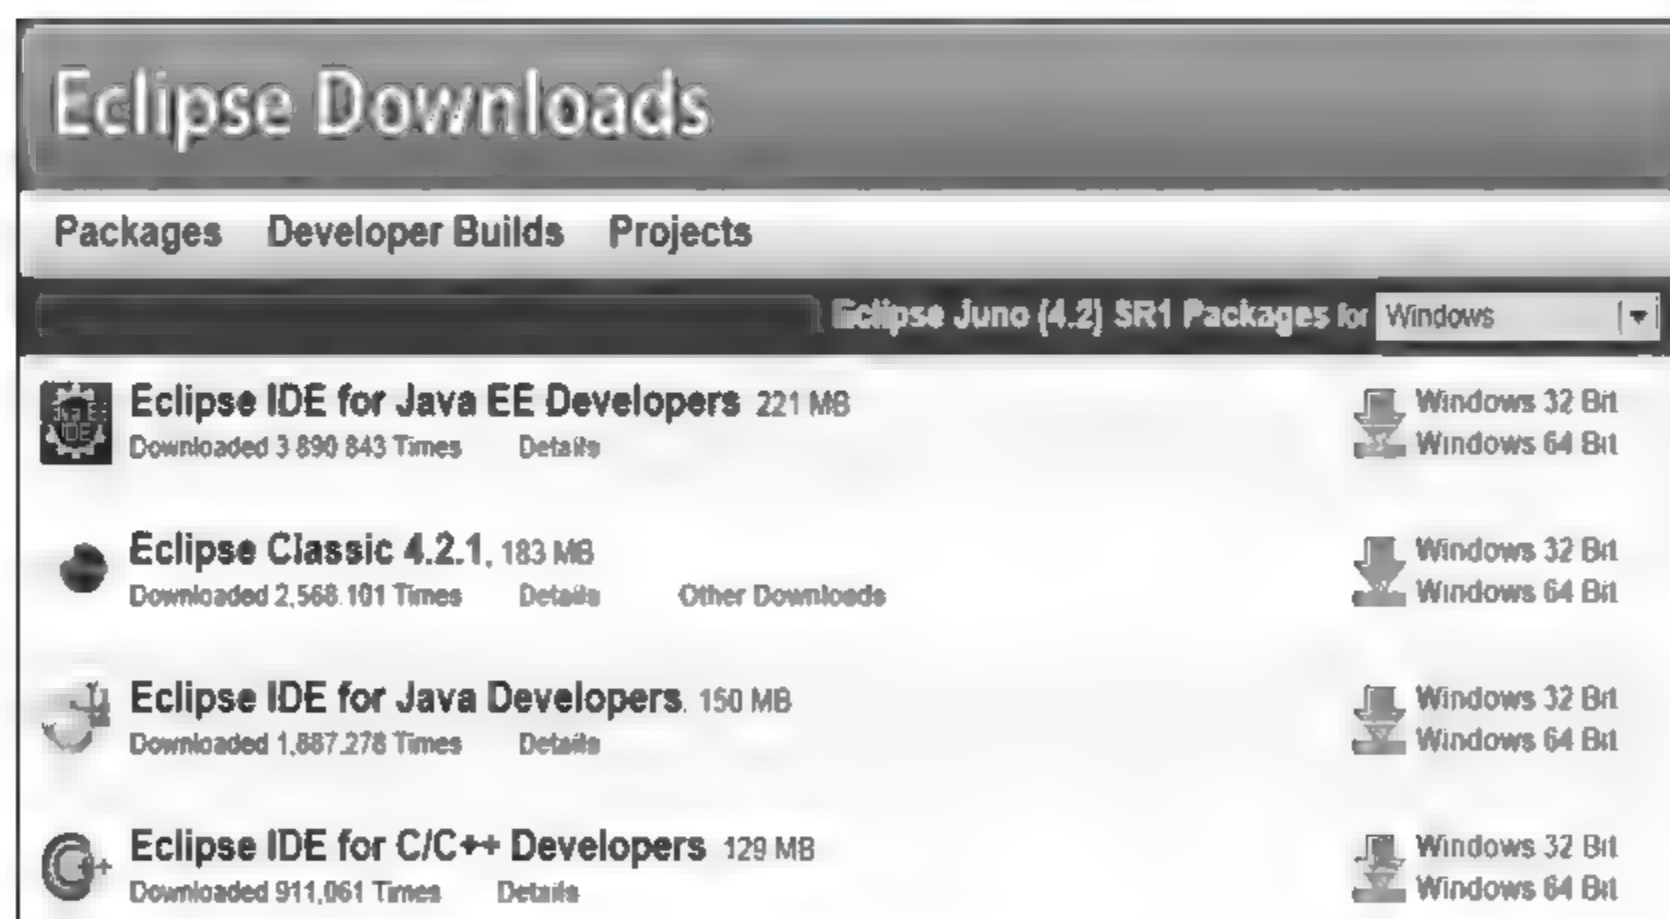 Eclipse Downloads
Packages Developer Builds Projects
Eclipse Juno (4.2) SR1 Packages for Windows
Eclipse IDE for Java EE Developers 221 MB
Windows 32 Bit
Downloaded 3 890 843 Times Details
Windows 64 Bit
Eclipse Classic 4.2.1, 183 MB
Windows 32 Bit
Downloaded 2,568.101 Times Details Other Downloads
Windows 64 Bit
Eclipse IDE for Java Developers. 150 MB
Windows 32 Bit
Downloaded 1,887.278 Times Details
Windows 64 Bit
Eclipse IDE for C/C++ Developers 129 MB
Windows 32 Bit
Downloaded 911,061 Times Details
Windows 64 Bit